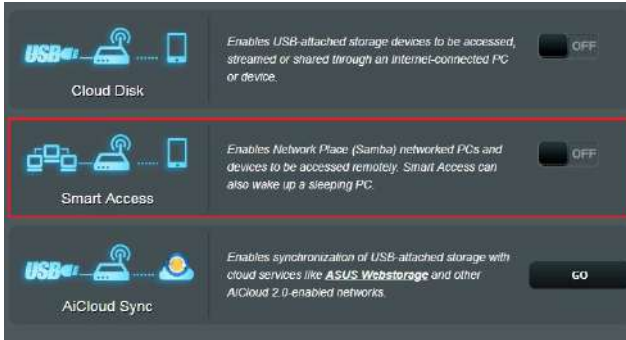 USB
Cloud Disk
Enables USB-attached storage devices to be accessed,
streamed or shared through an Internet-connected PC
or device.
OFF
Smart Access
Enables Network Place (Samba) networked PCs and
devices to be accessed remotely. Smart Access can
also wake up a sleeping PC.
OFF
USB
AiCloud Sync
Enables synchronization of USB-attached storage with
cloud services like ASUS Webstorage and other
AiCloud 2.0-enabled networks.
GO